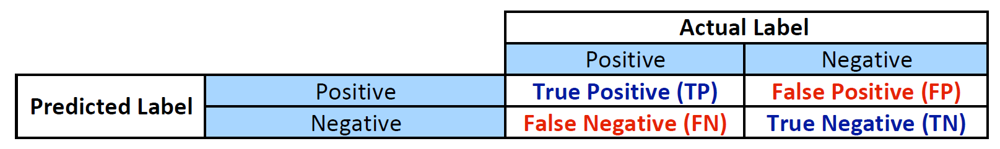 Actual Label
Positive Negative
Predicted Label
Positive True Positive (TP) False Positive (FP)
Negative False Negative (FN) True Negative (TN)